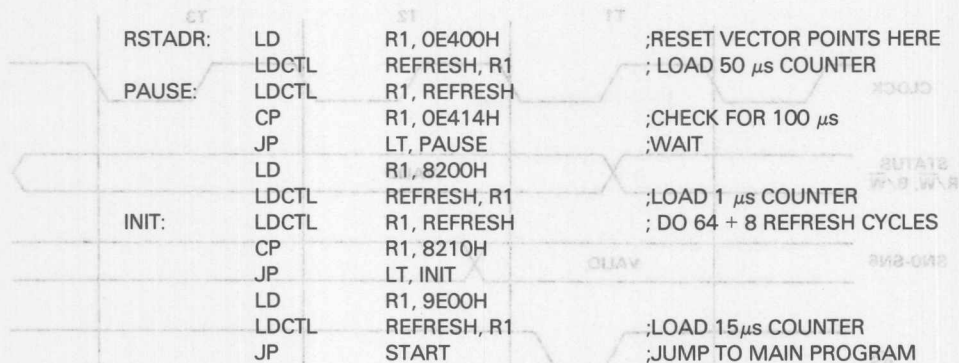 RSTADR: LD R1, 0E400H ;RESET VECTOR POINTS HERE
LDCTL REFRESH, R1 ; LOAD 50 μs COUNTER
PAUSE: LDCTL R1, REFRESH
CP R1, 0E414H ;CHECK FOR 100 μs
JP LT, PAUSE ;WAIT
LD R1, 8200H
LDCTL REFRESH, R1 ;LOAD 1 μs COUNTER
INIT: LDCTL R1, REFRESH ; DO 64 + 8 REFRESH CYCLES
CP R1, 8210H
JP LT, INIT
LD R1, 9E00H
LDCTL REFRESH, R1 ;LOAD 15μs COUNTER
JP START ;JUMP TO MAIN PROGRAM